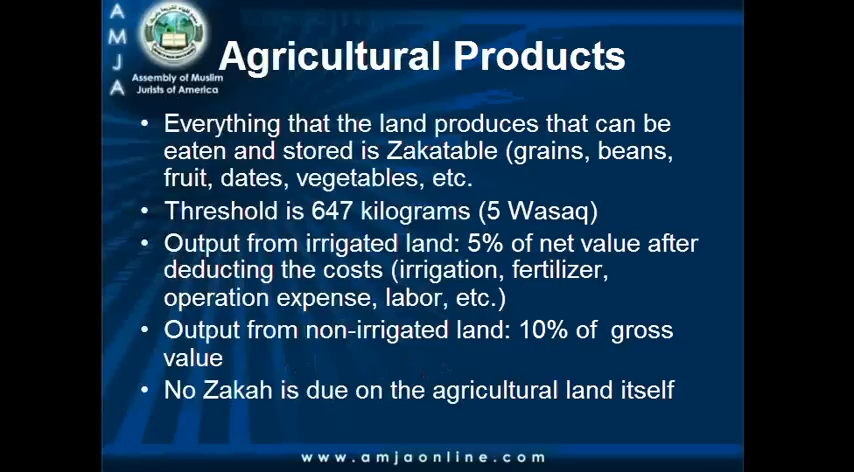 A
M
J
A
Assembly of Muslim
Jurists of America
Agricultural Products
• Everything that the land produces that can be
eaten and stored is Zakatable (grains, beans,
fruit, dates, vegetables, etc.
• Threshold is 647 kilograms (5 Wasaq)
• Output from irrigated land: 5% of net value after
deducting the costs (irrigation, fertilizer,
operation expense, labor, etc.)
• Output from non-irrigated land: 10% of gross
value
• No Zakah is due on the agricultural land itself
www.amjaonline.com